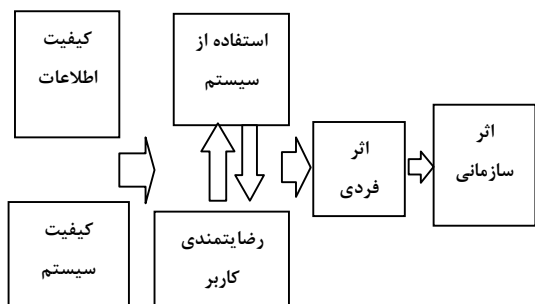 کیفیت
اطلاعات
استفاده از
سیستم
اثر
فردی
اثر
سازمانی
کیفیت
سیستم
رضایتمندی
کاربر